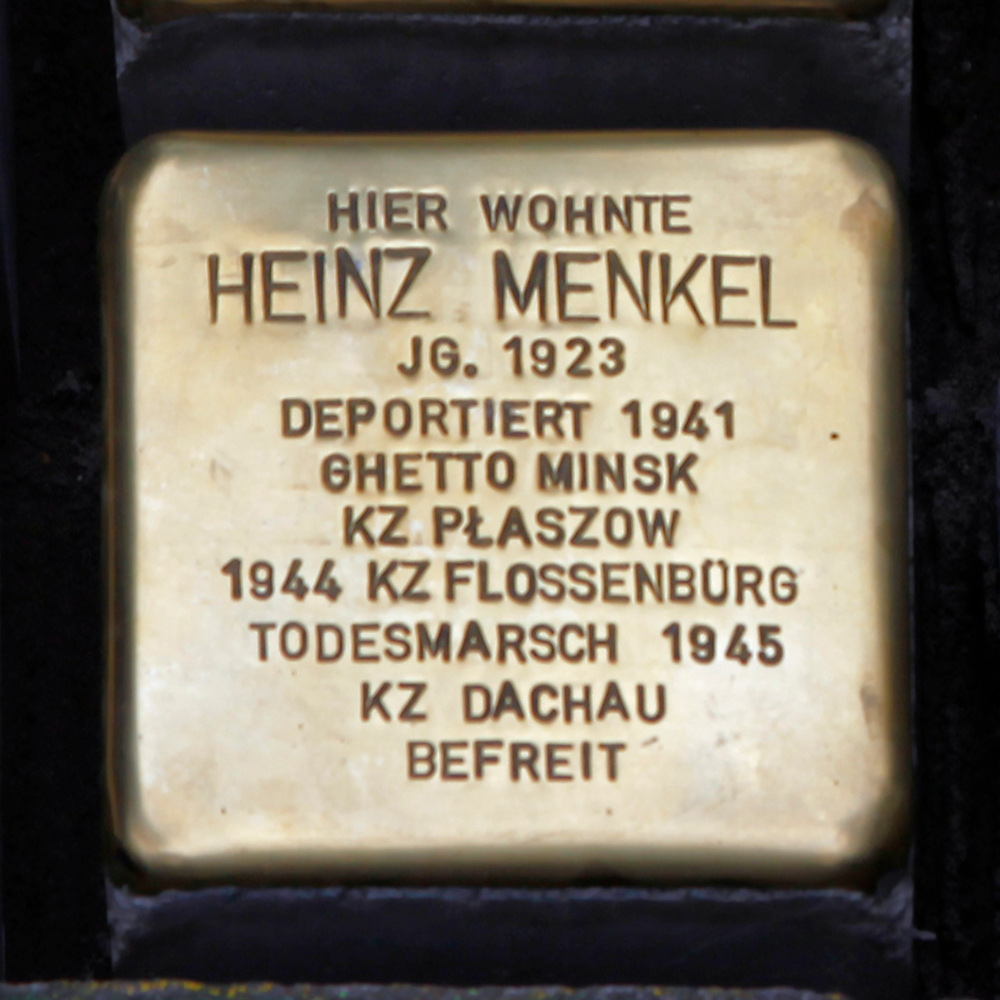 HIER WOHNTE
HEINZ MENKEL
JG. 1923
DEPORTIERT 1941
GHETTO MINSK
KZ PŁASZOW
1944 KZ FLOSSENBÜRG
TODESMARSCH 1945
KZ DACHAU
BEFREIT